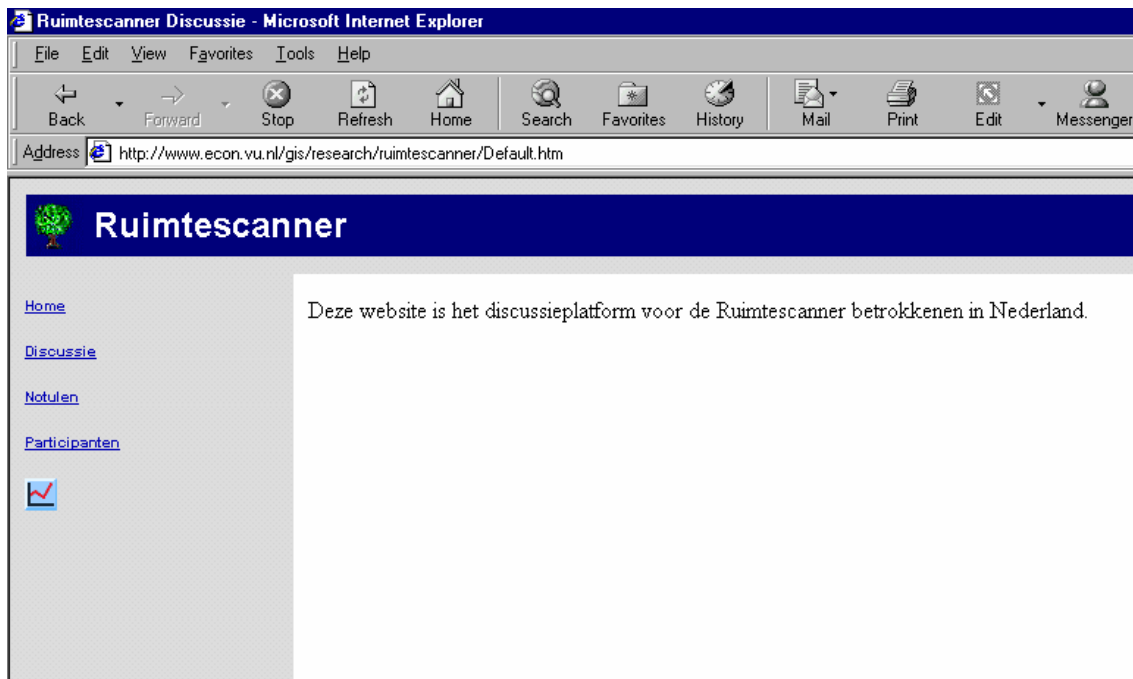 Ruimtescanner Discussie - Microsoft Internet Explorer
File Edit View Favorites Tools Help
Back Forward Stop Refresh Home Search Favorites History Mail Print Edit Messenger
Address http://www.econ.vu.nl/gis/research/ruimtescanner/Default.htm
Ruimtescanner
Home
Deze website is het discussieplatform voor de Ruimtescanner betrokkenen in Nederland.
Discussie
Notulen
Participanten